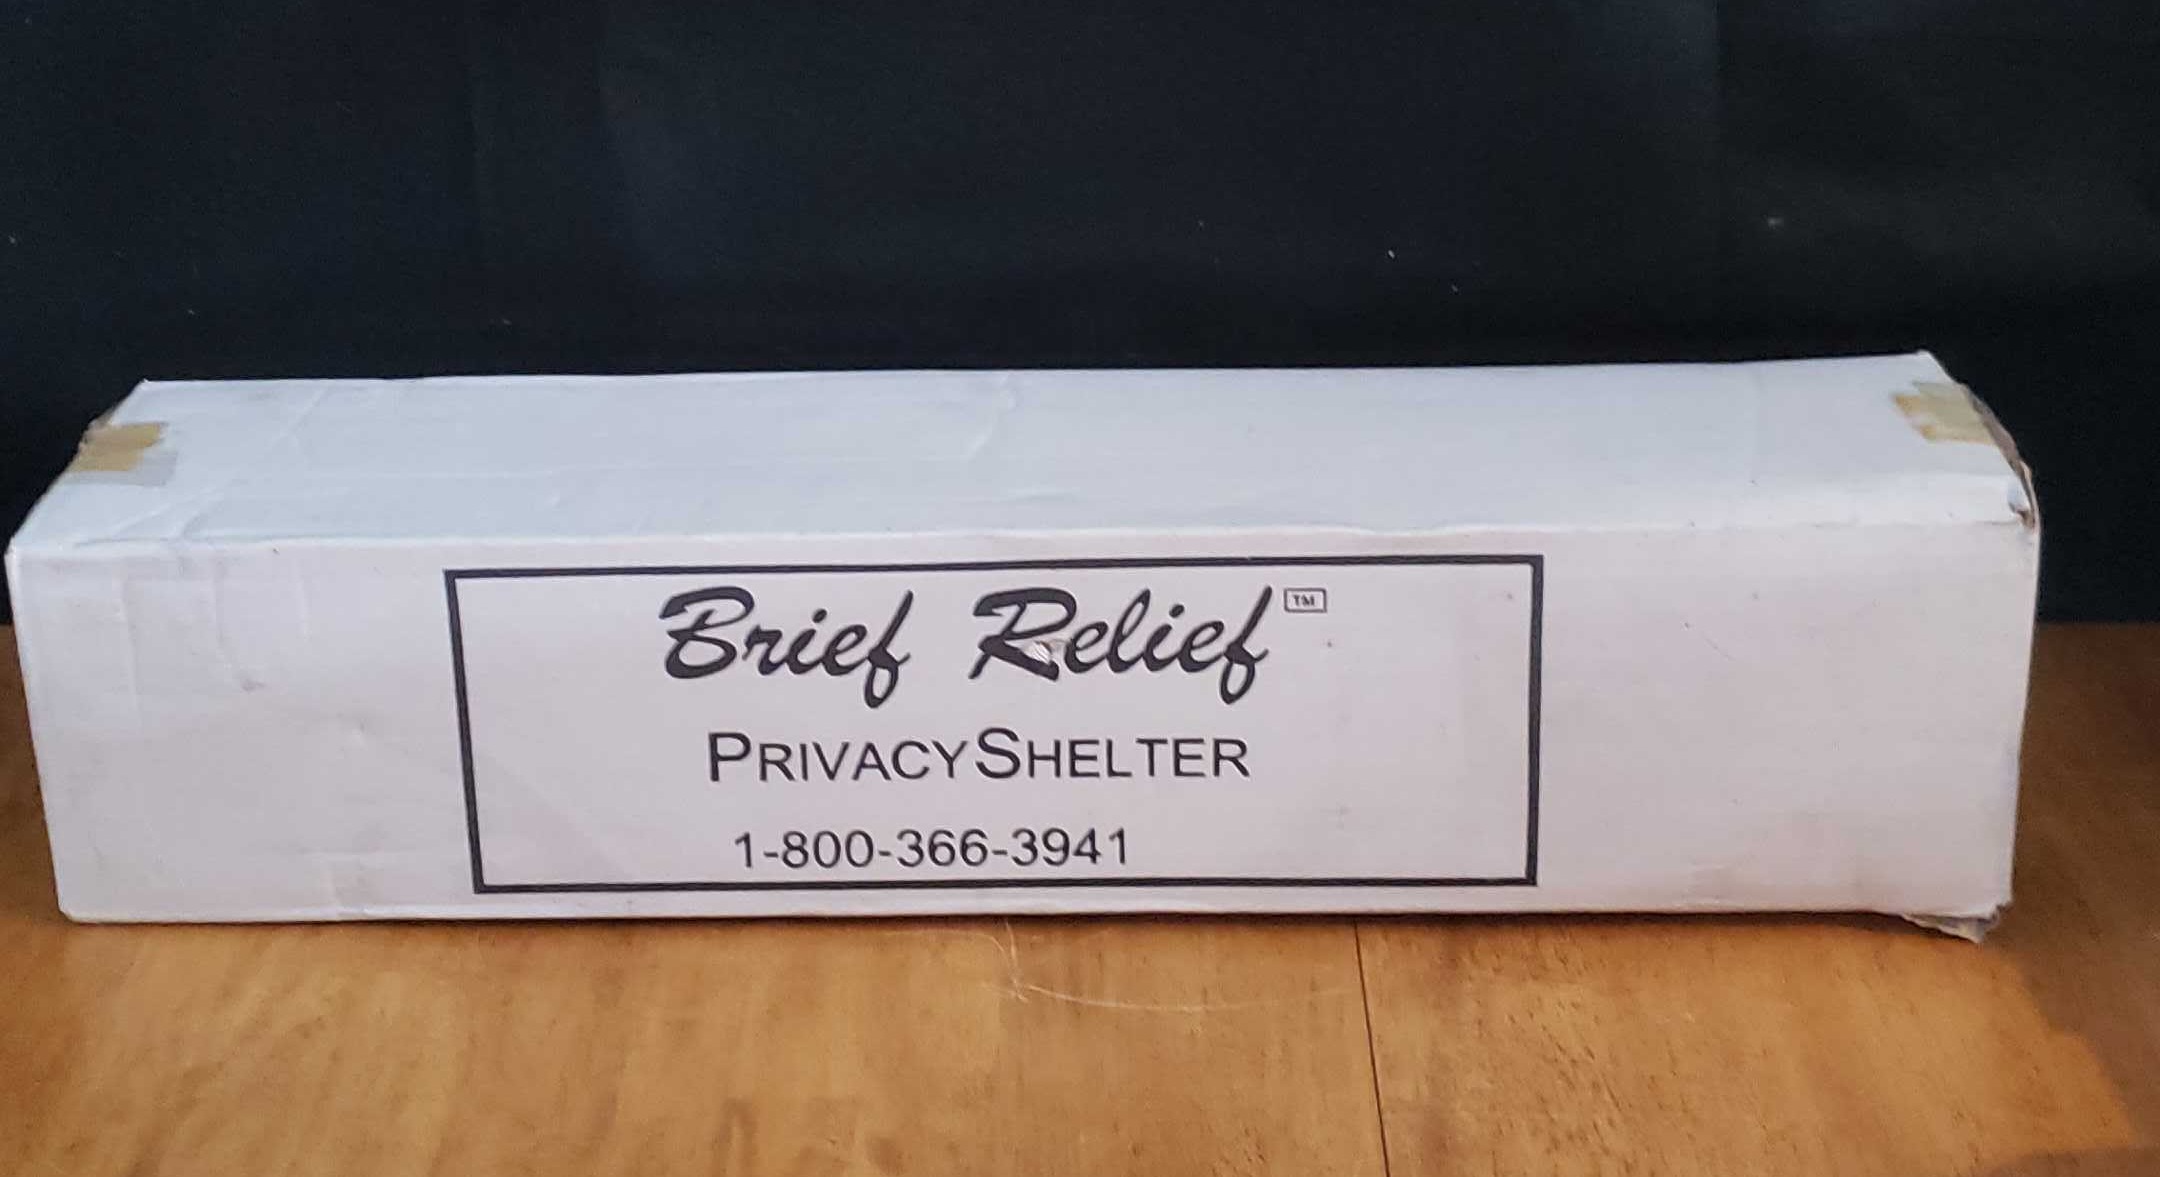 Brief Relief™
PRIVACYSHELTER
1-800-366-3941